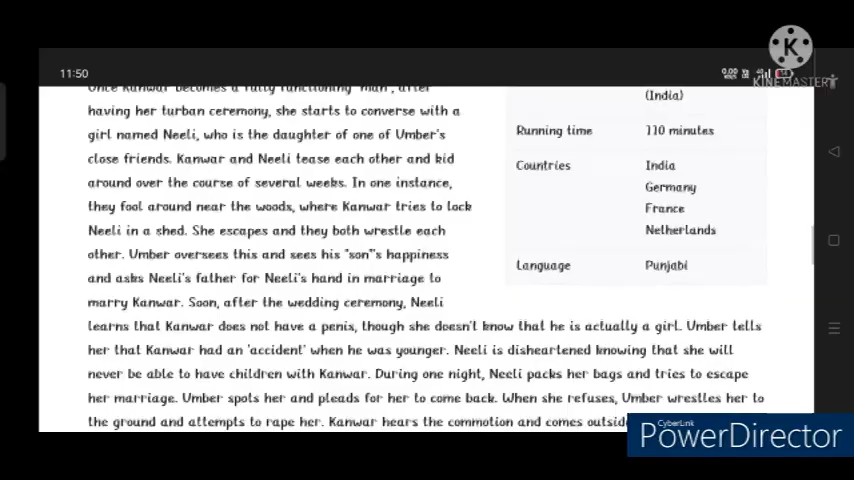 11:50
KINEMASTER
Once Kanwar becomes a fully functioning "man", after
having her turban ceremony, she starts to converse with a
girl named Neeli, who is the daughter of one of Umber's
close friends. Kanwar and Neeli tease each other and kid
around over the course of several weeks. In one instance,
they fool around near the woods, where Kanwar tries to lock
Neeli in a shed. She escapes and they both wrestle each
other. Umber oversees this and sees his "son"'s happiness
and asks Neeli's father for Neeli's hand in marriage to
marry Kanwar. Soon, after the wedding ceremony, Neeli
(India)
Running time 110 minutes
Countries India
Germany
France
Netherlands
Language Punjabi
learns that Kanwar does not have a penis, though she doesn't know that he is actually a girl. Umber tells
her that Kanwar had an 'accident' when he was younger. Neeli is disheartened knowing that she will
never be able to have children with Kanwar. During one night, Neeli packs her bags and tries to escape
her marriage. Umber spots her and pleads for her to come back. When she refuses, Umber wrestles her to
the ground and attempts to rape her. Kanwar hears the commotion and comes outside
CyberLink
PowerDirector